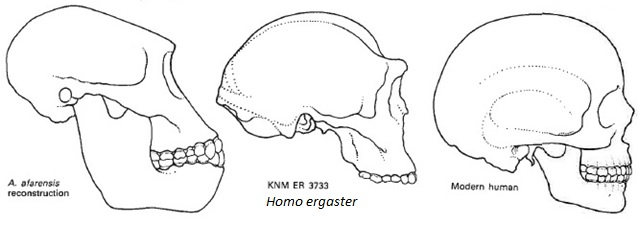 A. afarensis
reconstruction
KNM ER 3733
Homo ergaster
Modern human